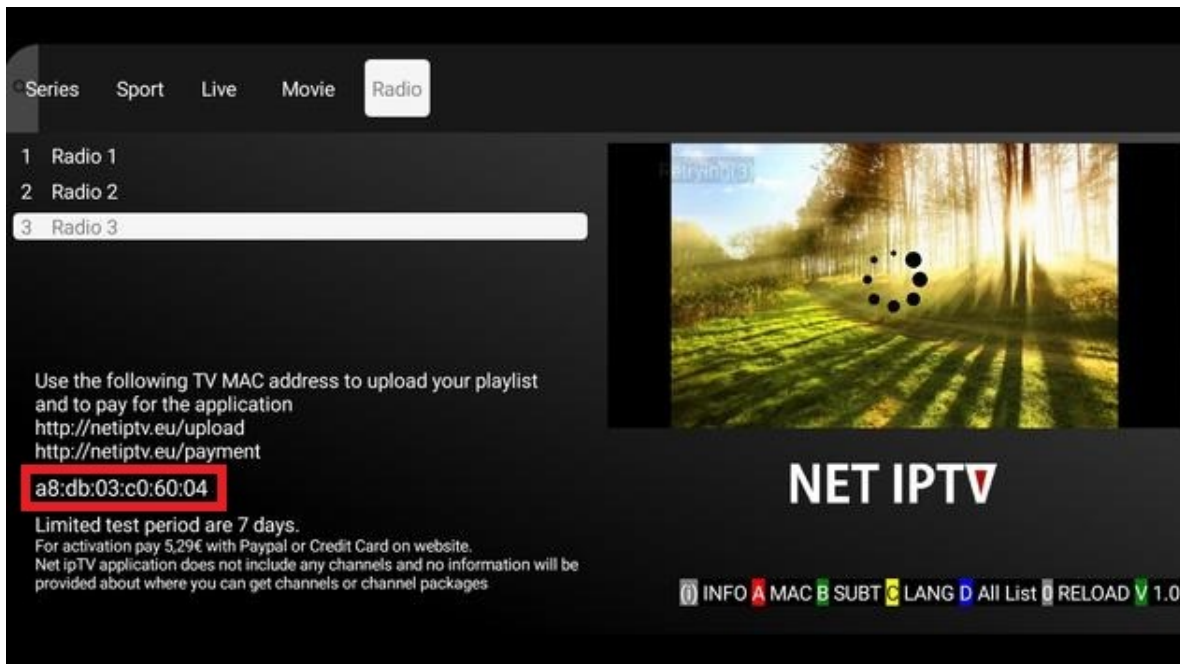 Series Sport Live Movie Radio
1 Radio 1
2 Radio 2
3 Radio 3
Retrying(3)
Use the following TV MAC address to upload your playlist
and to pay for the application
http://netiptv.eu/upload
http://netiptv.eu/payment
a8:db:03:c0:60:04
Limited test period are 7 days.
For activation pay 5,29€ with Paypal or Credit Card on website.
Net ipTV application does not include any channels and no information will be
provided about where you can get channels or channel packages
NET IPTV
(i) INFO A MAC B SUBT C LANG D All List 0 RELOAD V 1.0